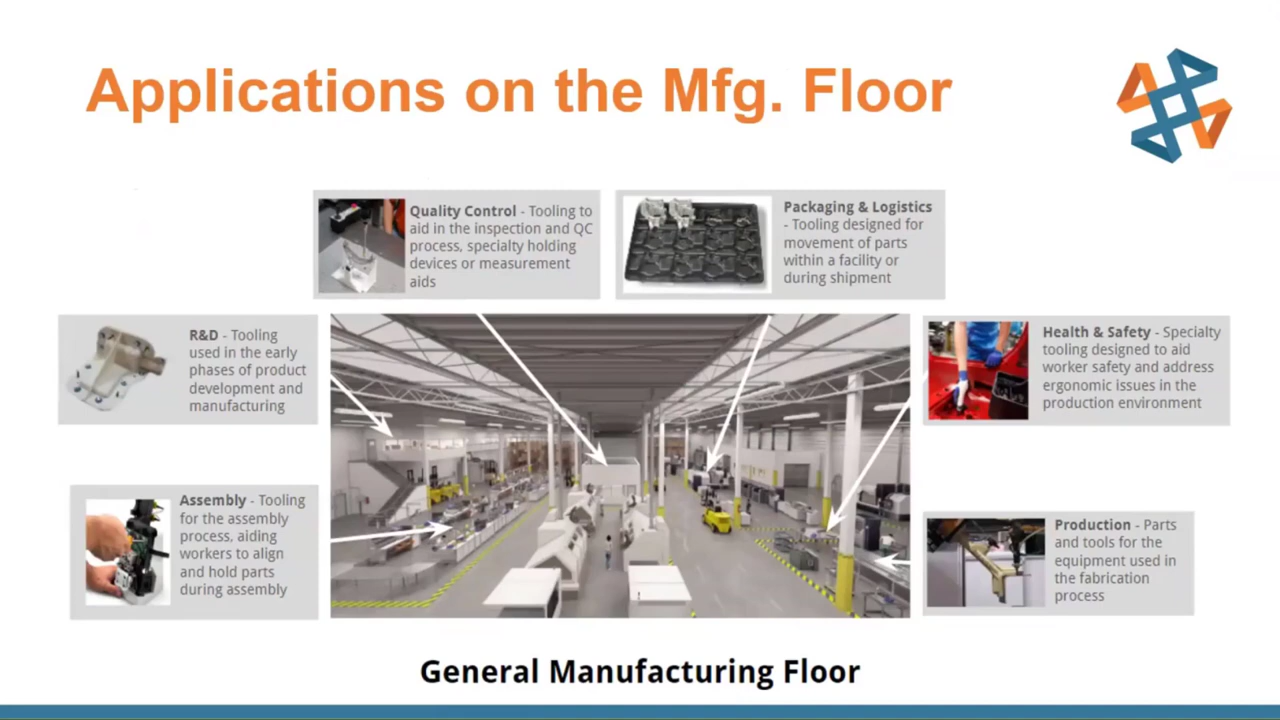 Applications on the Mfg. Floor
Quality Control - Tooling to
aid in the inspection and QC
process, specialty holding
devices or measurement
aids
Packaging & Logistics
- Tooling designed for
movement of parts
within a facility or
during shipment
R&D - Tooling
used in the early
phases of product
development and
manufacturing
Health & Safety - Specialty
tooling designed to aid
worker safety and address
ergonomic issues in the
production environment
Assembly - Tooling
for the assembly
process, aiding
workers to align
and hold parts
during assembly
Production - Parts
and tools for the
equipment used in
the fabrication
process
General Manufacturing Floor